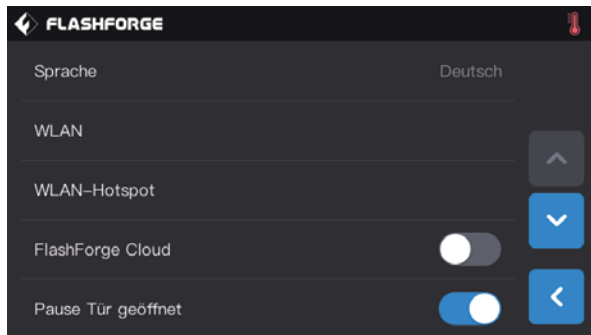 FLASHFORGE
Sprache Deutsch
WLAN
WLAN-Hotspot
FlashForge Cloud
Pause Tür geöffnet